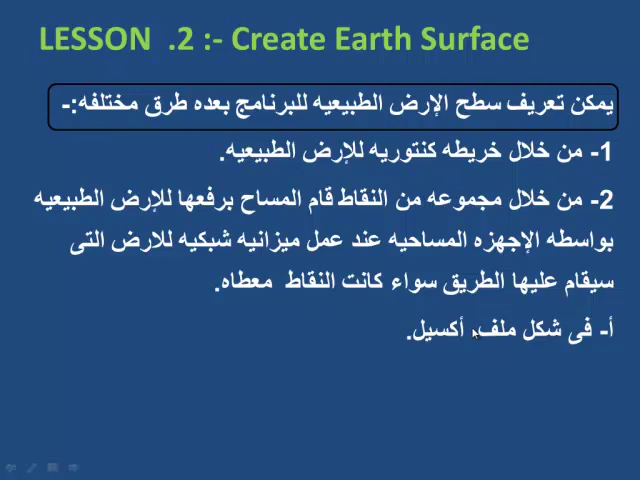 LESSON .2 :- Create Earth Surface
يمكن تعريف سطح الإرض الطبيعيه للبرنامج بعده طرق مختلفه:-
1- من خلال خريطه كنتوريه للإرض الطبيعيه.
2- من خلال مجموعه من النقاط قام المساح برفعها للإرض الطبيعيه
بواسطه الإجهزه المساحيه عند عمل ميزانيه شبكيه للارض التى
سيقام عليها الطريق سواء كانت النقاط معطاه.
أ- فى شكل ملف أكسيل.